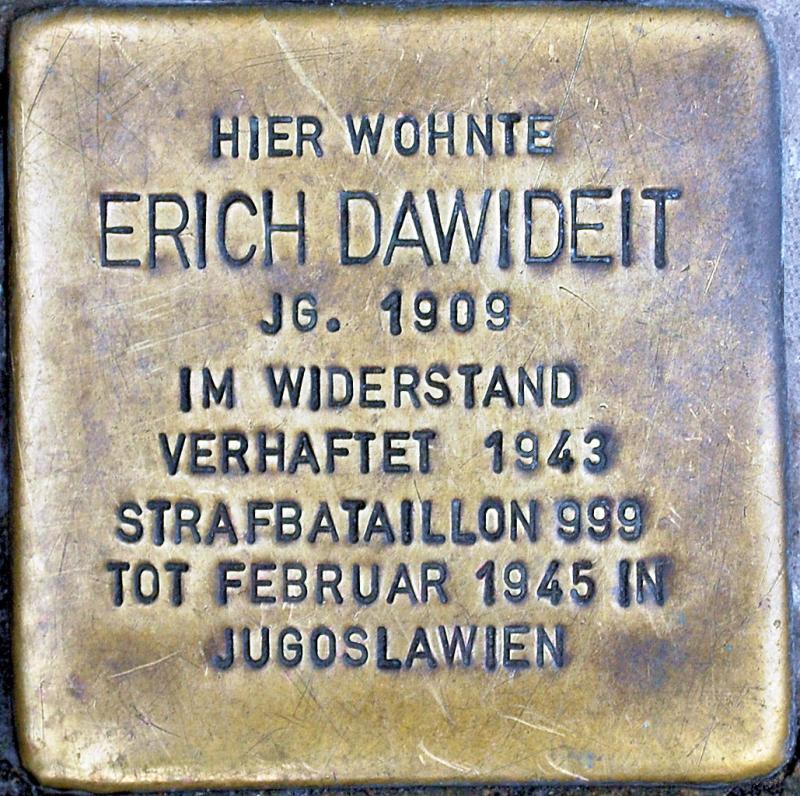 HIER WOHNTE
ERICH DAWIDEIT
JG. 1909
IM WIDERSTAND
VERHAFTET 1943
STRAFBATAILLON 999
TOT FEBRUAR 1945 IN
JUGOSLAWIEN